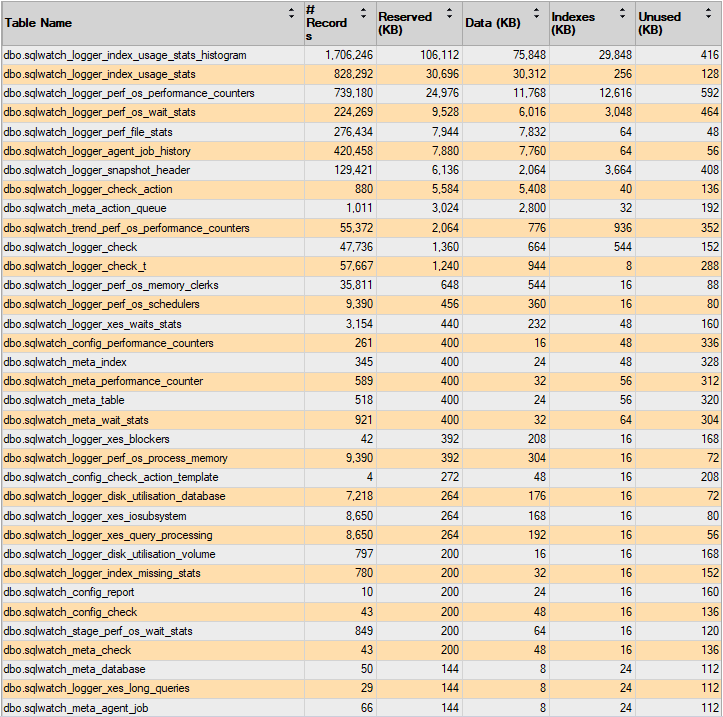 Table Name # Records Reserved (KB) Data (KB) Indexes (KB) Unused (KB)
dbo.sqlwatch_logger_index_usage_stats_histogram 1,706,246 106,112 75,848 29,848 416
dbo.sqlwatch_logger_index_usage_stats 828,292 30,696 30,312 256 128
dbo.sqlwatch_logger_perf_os_performance_counters 739,180 24,976 11,768 12,616 592
dbo.sqlwatch_logger_perf_os_wait_stats 224,269 9,528 6,016 3,048 464
dbo.sqlwatch_logger_perf_file_stats 276,434 7,944 7,832 64 48
dbo.sqlwatch_logger_agent_job_history 420,458 7,880 7,760 64 56
dbo.sqlwatch_logger_snapshot_header 129,421 6,136 2,064 3,664 408
dbo.sqlwatch_logger_check_action 880 5,584 5,408 40 136
dbo.sqlwatch_meta_action_queue 1,011 3,024 2,800 32 192
dbo.sqlwatch_trend_perf_os_performance_counters 55,372 2,064 776 936 352
dbo.sqlwatch_logger_check 47,736 1,360 664 544 152
dbo.sqlwatch_logger_check_t 57,667 1,240 944 8 288
dbo.sqlwatch_logger_perf_os_memory_clerks 35,811 648 544 16 88
dbo.sqlwatch_logger_perf_os_schedulers 9,390 456 360 16 80
dbo.sqlwatch_logger_xes_waits_stats 3,154 440 232 48 160
dbo.sqlwatch_config_performance_counters 261 400 16 48 336
dbo.sqlwatch_meta_index 345 400 24 48 328
dbo.sqlwatch_meta_performance_counter 589 400 32 56 312
dbo.sqlwatch_meta_table 518 400 24 56 320
dbo.sqlwatch_meta_wait_stats 921 400 32 64 304
dbo.sqlwatch_logger_xes_blockers 42 392 208 16 168
dbo.sqlwatch_logger_perf_os_process_memory 9,390 392 304 16 72
dbo.sqlwatch_config_check_action_template 4 272 48 16 208
dbo.sqlwatch_logger_disk_utilisation_database 7,218 264 176 16 72
dbo.sqlwatch_logger_xes_iosubsystem 8,650 264 168 16 80
dbo.sqlwatch_logger_xes_query_processing 8,650 264 192 16 56
dbo.sqlwatch_logger_disk_utilisation_volume 797 200 16 16 168
dbo.sqlwatch_logger_index_missing_stats 780 200 32 16 152
dbo.sqlwatch_config_report 10 200 24 16 160
dbo.sqlwatch_config_check 43 200 48 16 136
dbo.sqlwatch_stage_perf_os_wait_stats 849 200 64 16 120
dbo.sqlwatch_meta_check 43 200 48 16 136
dbo.sqlwatch_meta_database 50 144 8 24 112
dbo.sqlwatch_logger_xes_long_queries 29 144 8 24 112
dbo.sqlwatch_meta_agent_job 66 144 8 24 112